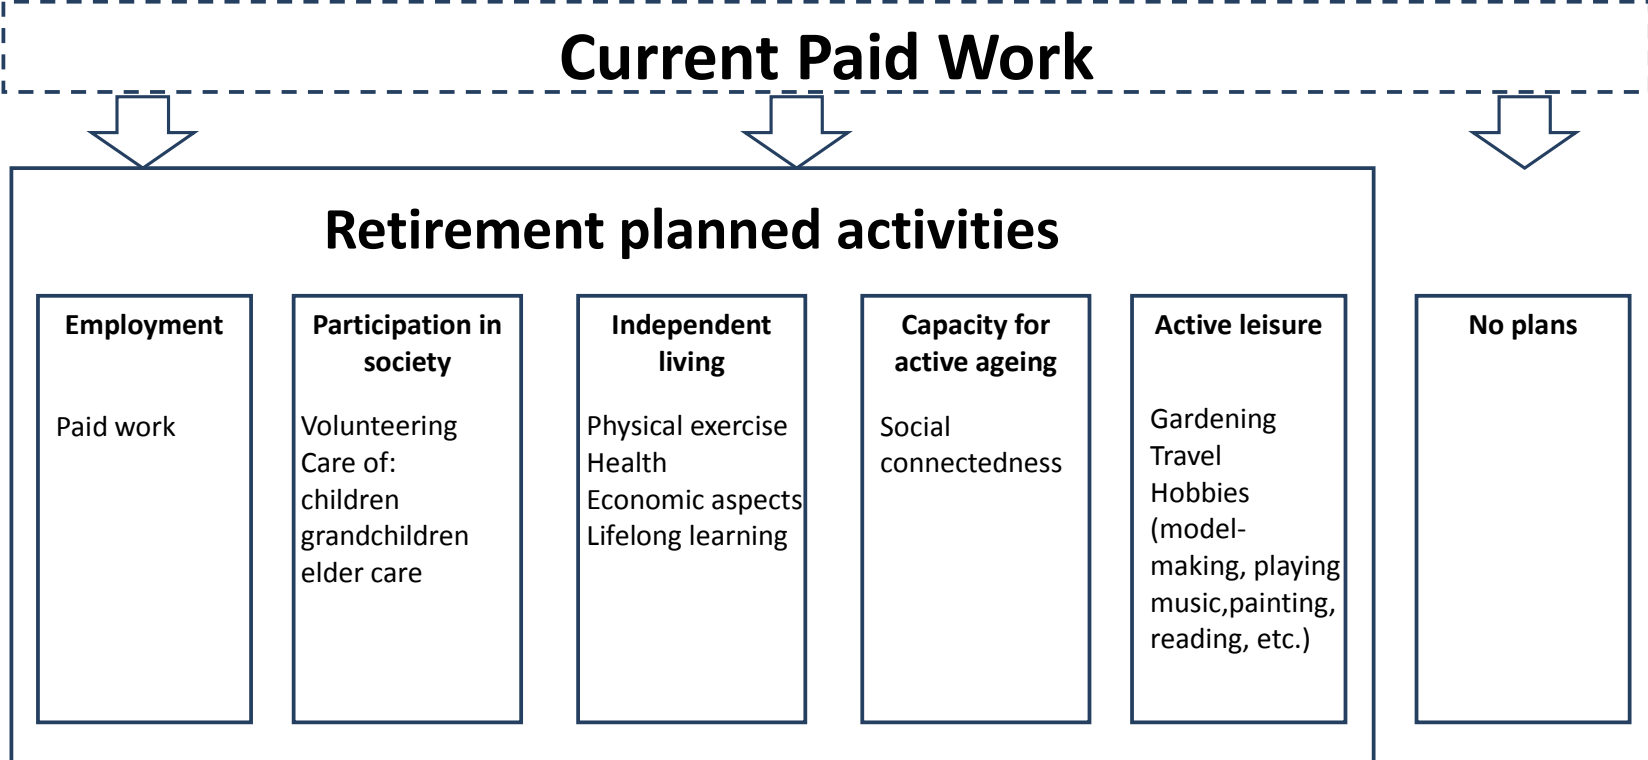 Current Paid Work
Retirement planned activities
Employment
Paid work
Participation in
society
Volunteering
Care of:
children
grandchildren
elder care
Independent
living
Physical exercise
Health
Economic aspects
Lifelong learning
Capacity for
active ageing
Social
connectedness
Active leisure
Gardening
Travel
Hobbies
(model-
making, playing
music,painting,
reading, etc.)
No plans